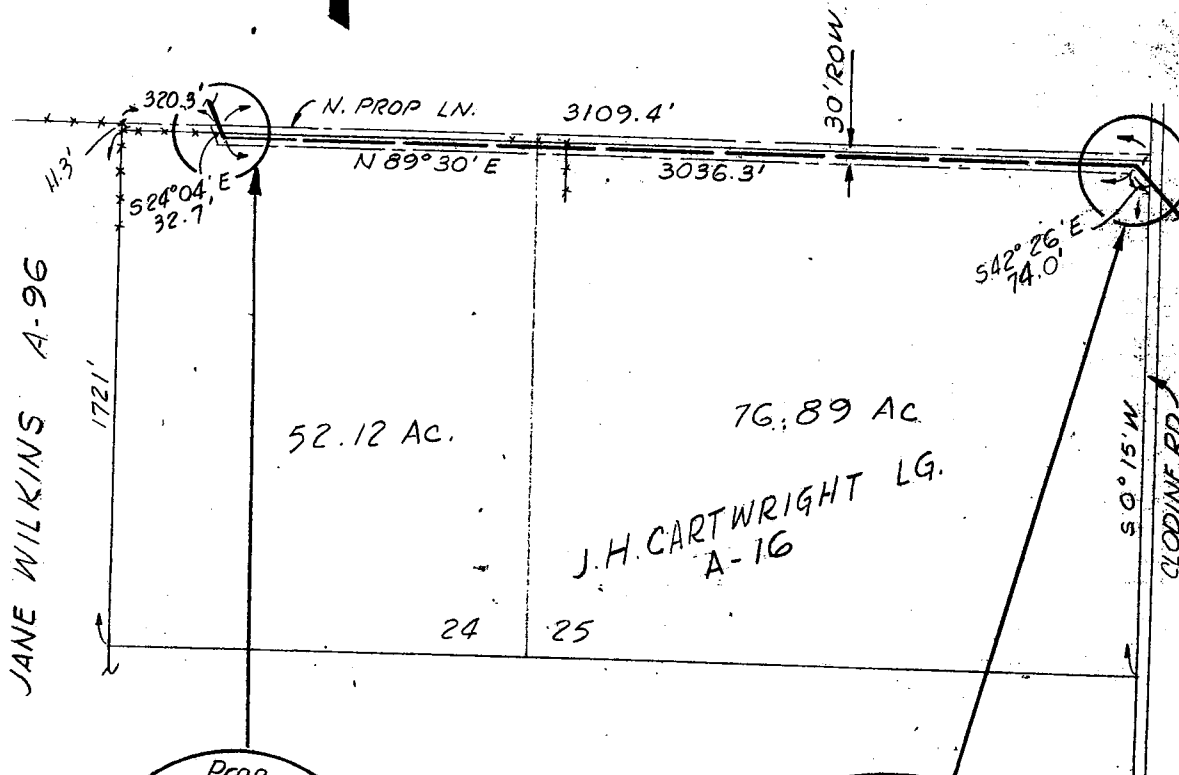 320.3'
N. PROP LN.
3109.4'
30' ROW
11.3'
N 89° 30' E
3036.3'
S24°04' E
32.7'
S42° 26' E
74.0'
JANE WILKINS A-96
1721'
52.12 AC.
76.89 AC
J.H. CARTWRIGHT LG.
A-16
S 0° 15' W
CLODINE RD
24
25
Prop